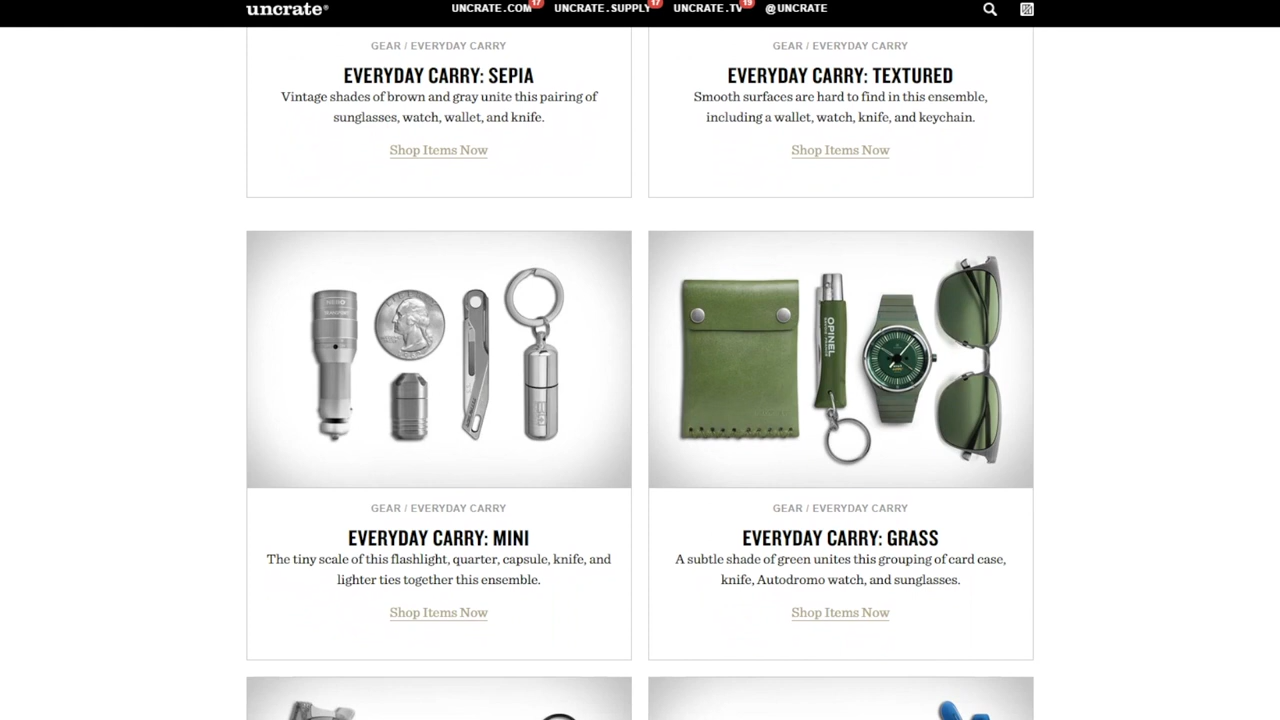 uncrate®
UNCRATE.COM 17 UNCRATE.SUPPLY 17 UNCRATE.TV 19 @UNCRATE
GEAR / EVERYDAY CARRY
EVERYDAY CARRY: SEPIA
Vintage shades of brown and gray unite this pairing of
sunglasses, watch, wallet, and knife.
Shop Items Now
GEAR / EVERYDAY CARRY
EVERYDAY CARRY: TEXTURED
Smooth surfaces are hard to find in this ensemble,
including a wallet, watch, knife, and keychain.
Shop Items Now
OPINEL
GEAR / EVERYDAY CARRY
EVERYDAY CARRY: MINI
The tiny scale of this flashlight, quarter, capsule, knife, and
lighter ties together this ensemble.
Shop Items Now
GEAR / EVERYDAY CARRY
EVERYDAY CARRY: GRASS
A subtle shade of green unites this grouping of card case,
knife, Autodromo watch, and sunglasses.
Shop Items Now